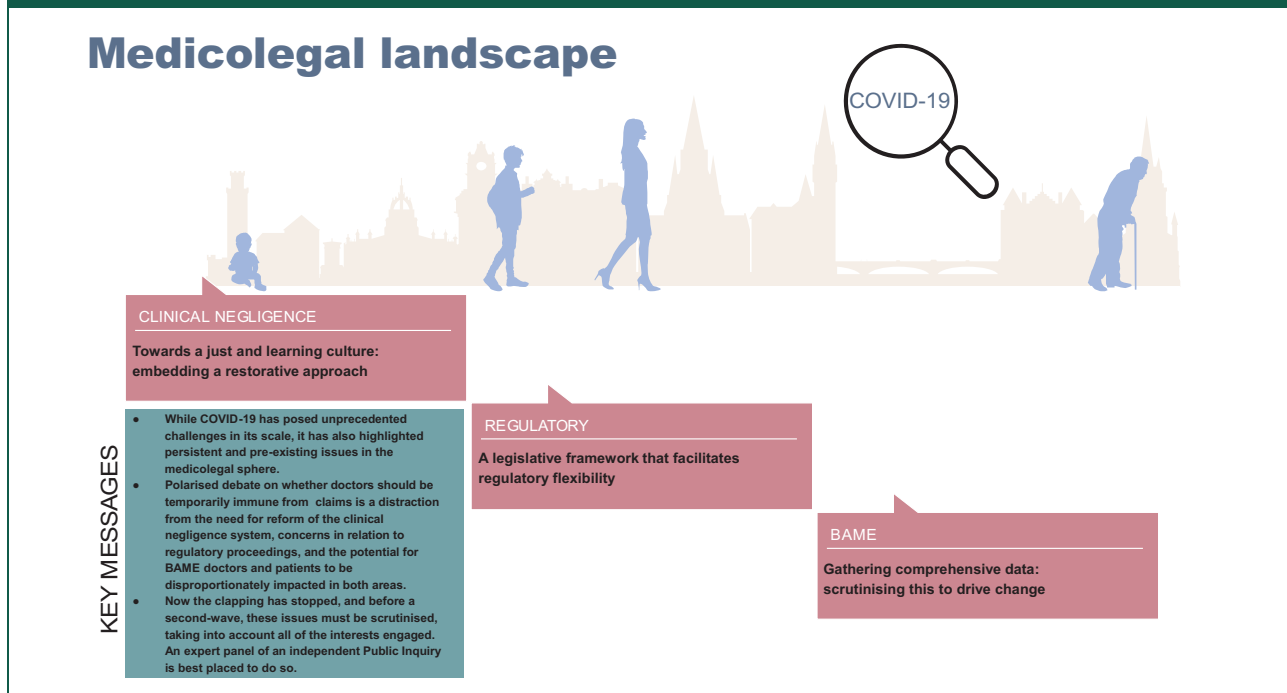 Medicolegal landscape
COVID-19
CLINICAL NEGLIGENCE
Towards a just and learning culture:
embedding a restorative approach
KEY MESSAGES
● While COVID-19 has posed unprecedented
challenges in its scale, it has also highlighted
persistent and pre-existing issues in the
medicolegal sphere.
● Polarised debate on whether doctors should be
temporarily immune from claims is a distraction
from the need for reform of the clinical
negligence system, concerns in relation to
regulatory proceedings, and the potential for
BAME doctors and patients to be
disproportionately impacted in both areas.
● Now the clapping has stopped, and before a
second-wave, these issues must be scrutinised,
taking into account all of the interests engaged.
An expert panel of an independent Public Inquiry
is best placed to do so.
REGULATORY
A legislative framework that facilitates
regulatory flexibility
BAME
Gathering comprehensive data:
scrutinising this to drive change